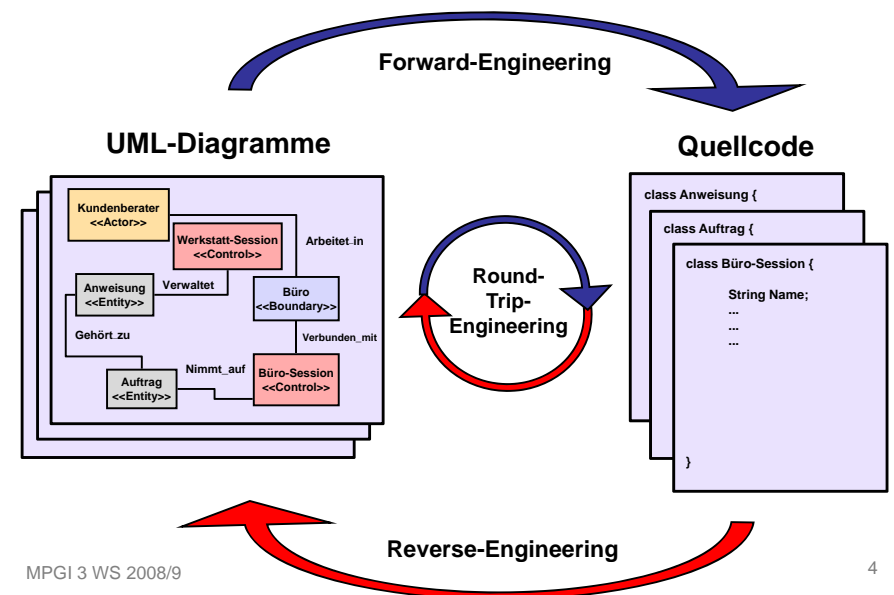 Forward-Engineering
UML-Diagramme
Quellcode
Kundenberater
<<Actor>>
Werkstatt-Session
<<Control>>
Arbeitet_in
Anweisung
<<Entity>>
Verwaltet
Büro
<<Boundary>>
Gehört_zu
Verbunden_mit
Auftrag
<<Entity>>
Nimmt_auf
Büro-Session
<<Control>>
Round-
Trip-
Engineering
class Anweisung {
class Auftrag {
class Büro-Session {
String Name;
...
...
...
}
Reverse-Engineering
MPGI 3 WS 2008/9
4